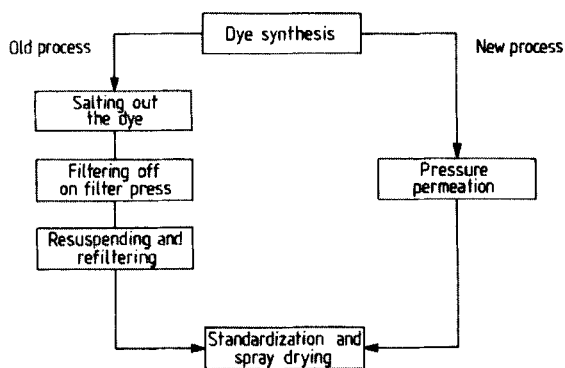 Dye synthesis
Old process
New process
Salting out
the dye
Filtering off
on filter press
Pressure
permeation
Resuspending and
refiltering
Standardization and
spray drying